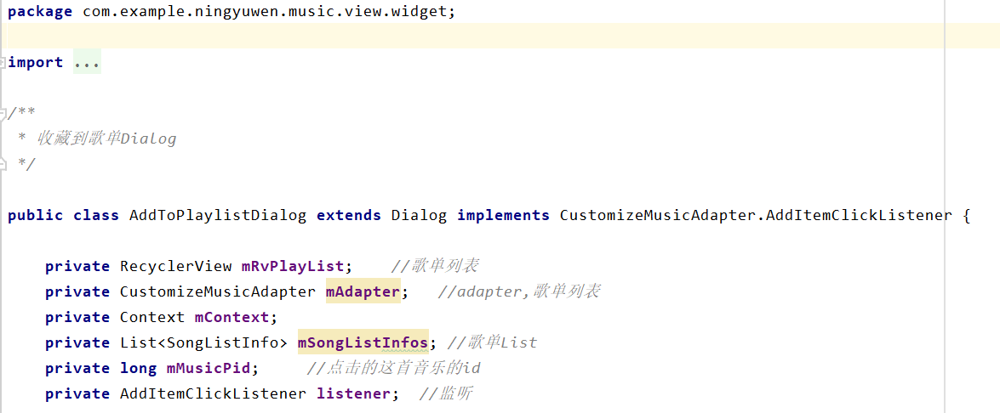 package com.example.ningyuwen.music.view.widget;
import ...
/**
* 收藏到歌单Dialog
*/
public class AddToPlaylistDialog extends Dialog implements CustomizeMusicAdapter.AddItemClickListener {
private RecyclerView mRvPlayList; //歌单列表
private CustomizeMusicAdapter mAdapter; //adapter,歌单列表
private Context mContext;
private List<SongListInfo> mSongListInfos; //歌单List
private long mMusicPid; //点击的这首音乐的id
private AddItemClickListener listener; //监听